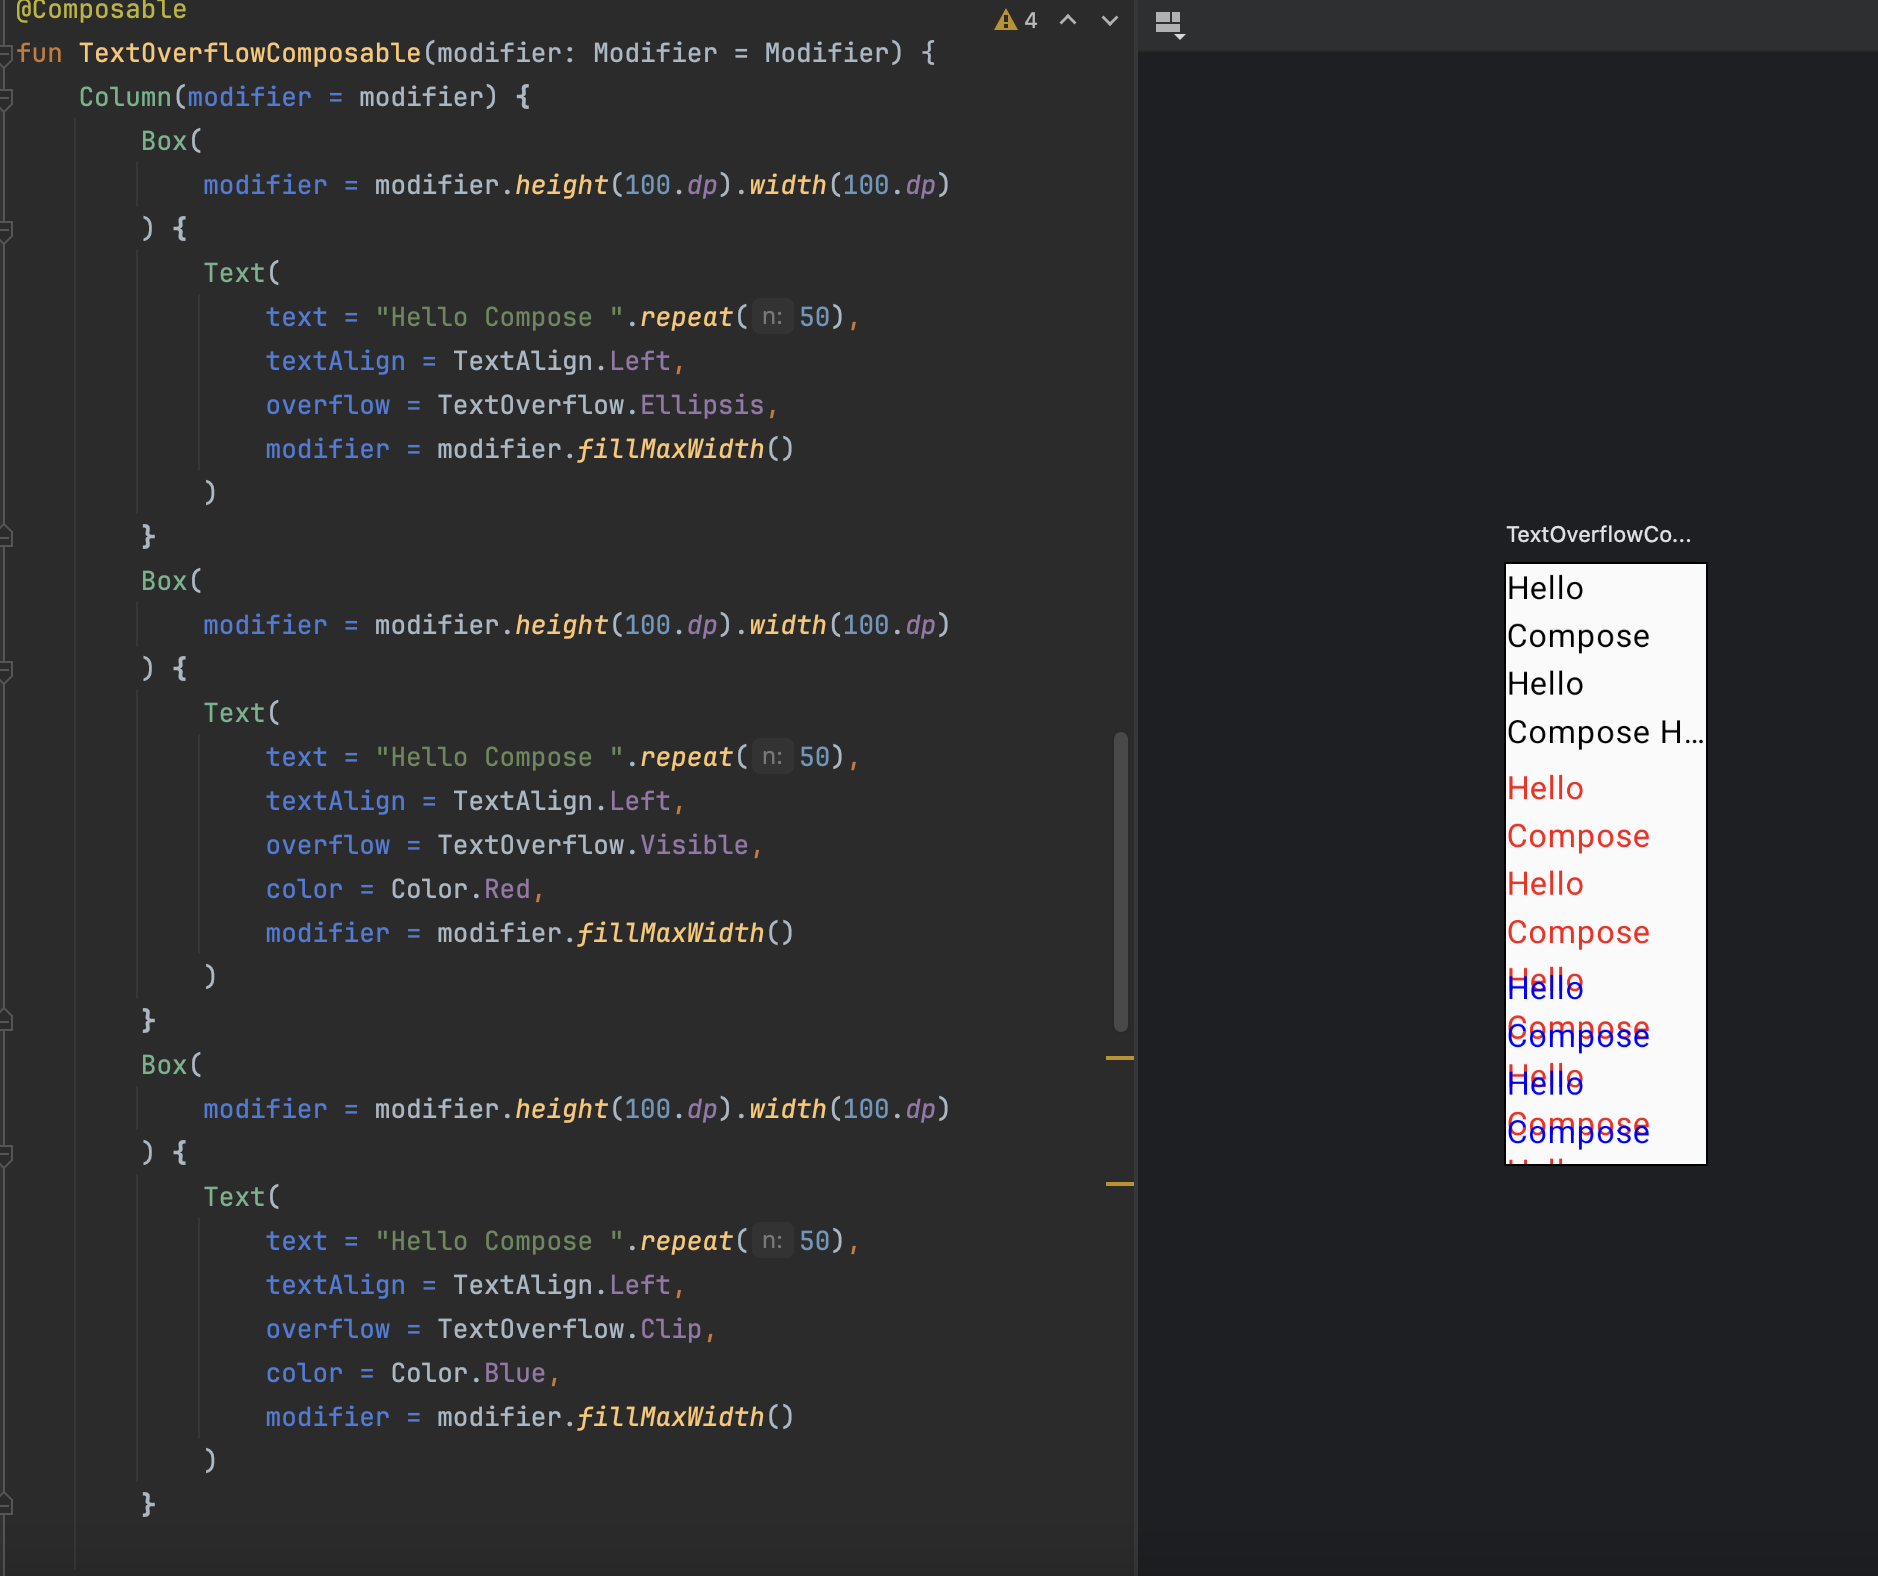 @Composable
fun TextOverflowComposable(modifier: Modifier = Modifier) {
    Column(modifier = modifier) {
        Box(
            modifier = modifier.height(100.dp).width(100.dp)
        ) {
            Text(
                text = "Hello Compose ".repeat( n: 50),
                textAlign = TextAlign.Left,
                overflow = TextOverflow.Ellipsis,
                modifier = modifier.fillMaxWidth()
            )
        }
        Box(
            modifier = modifier.height(100.dp).width(100.dp)
        ) {
            Text(
                text = "Hello Compose ".repeat( n: 50),
                textAlign = TextAlign.Left,
                overflow = TextOverflow.Visible,
                color = Color.Red,
                modifier = modifier.fillMaxWidth()
            )
        }
        Box(
            modifier = modifier.height(100.dp).width(100.dp)
        ) {
            Text(
                text = "Hello Compose ".repeat( n: 50),
                textAlign = TextAlign.Left,
                overflow = TextOverflow.Clip,
                color = Color.Blue,
                modifier = modifier.fillMaxWidth()
            )
        }
4
TextOverflowCo...
Hello
Compose
Hello
Compose H...
Hello
Compose
Hello
Compose
Hello
Hello
Compose
Compose
Hello
Hello
Compose
Compose
Hello